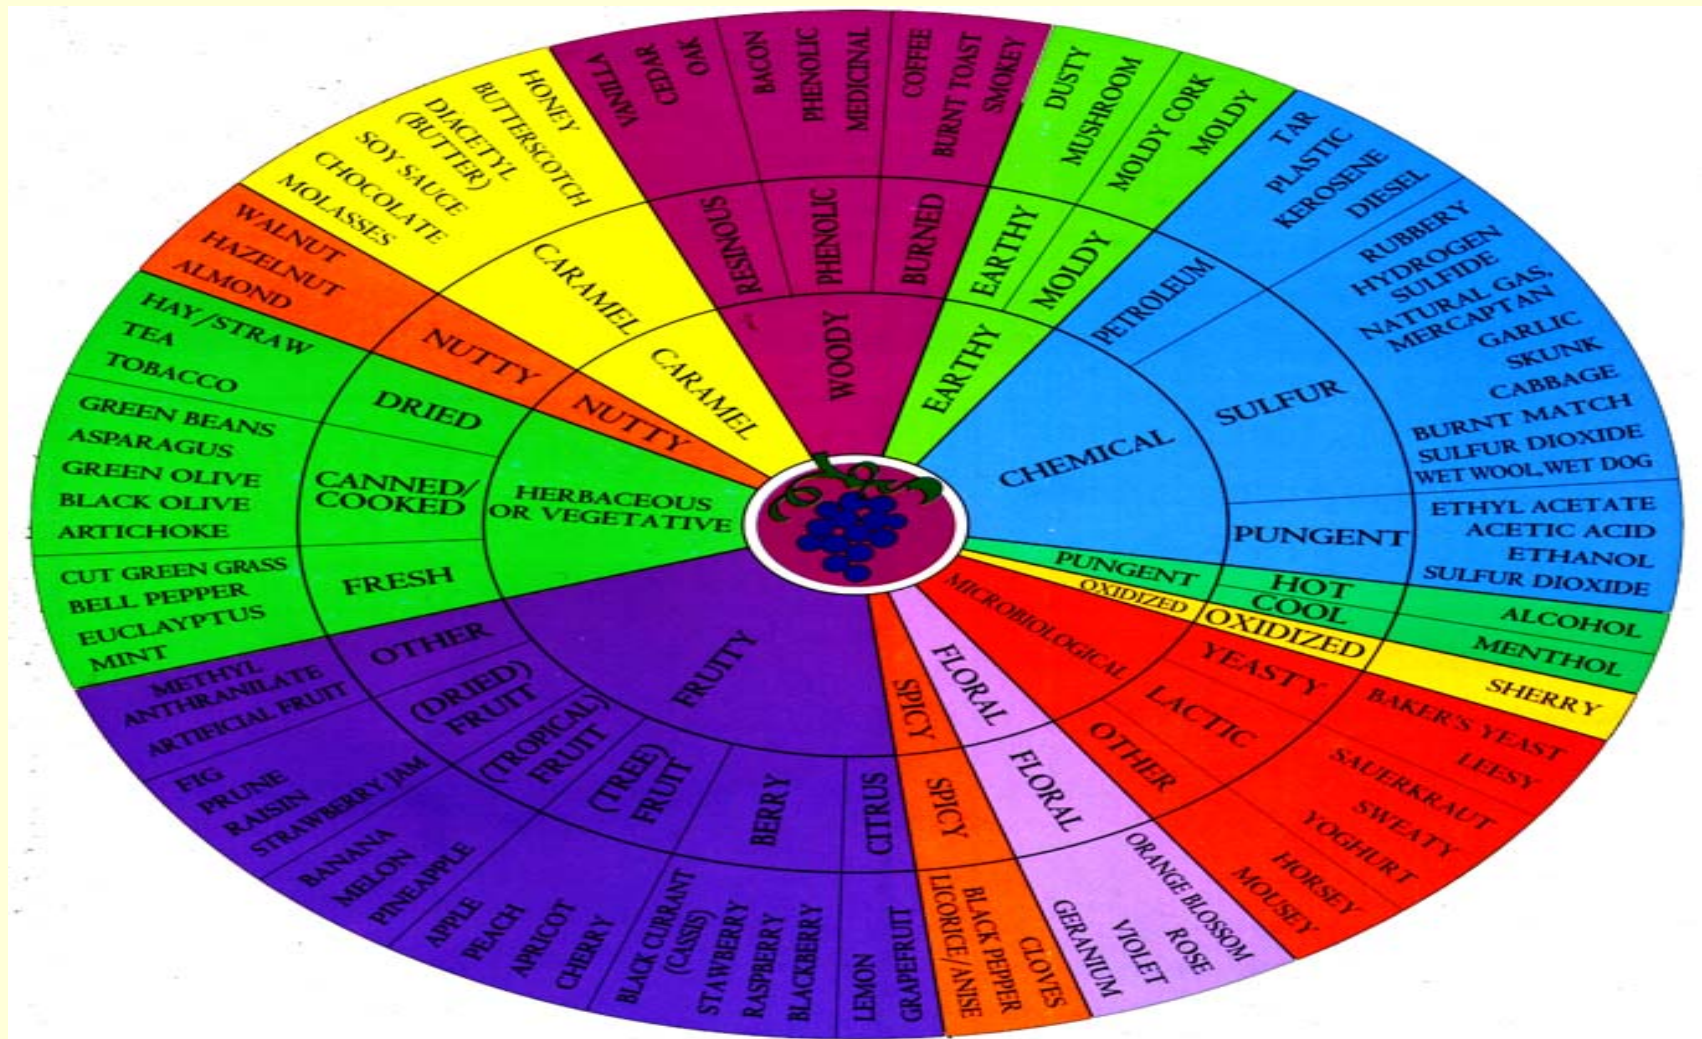 WOODY
RESINOUS
VANILLA
CEDAR
OAK
PHENOLIC
BACON
PHENOLIC
MEDICINAL
BURNED
COFFEE
BURNT TOAST
SMOKEY
EARTHY
EARTHY
DUSTY
MUSHROOM
MOLDY
MOLDY CORK
MOLDY
CHEMICAL
PETROLEUM
TAR
PLASTIC
KEROSENE
DIESEL
SULFUR
RUBBERY
HYDROGEN
SULFIDE
NATURAL GAS,
MERCAPTAN
GARLIC
SKUNK
CABBAGE
BURNT MATCH
SULFUR DIOXIDE
WET WOOL, WET DOG
PUNGENT
ETHYL ACETATE
ACETIC ACID
ETHANOL
SULFUR DIOXIDE
PUNGENT
HOT
ALCOHOL
COOL
MENTHOL
OXIDIZED
OXIDIZED
SHERRY
MICROBIOLOGICAL
YEASTY
BAKER'S YEAST
LEESY
LACTIC
SAUERKRAUT
SWEATY
YOGHURT
OTHER
HORSEY
MOUSEY
FLORAL
FLORAL
ORANGE BLOSSOM
ROSE
VIOLET
GERANIUM
SPICY
SPICY
CLOVES
BLACK PEPPER
LICORICE/ANISE
FRUITY
CITRUS
GRAPEFRUIT
LEMON
BERRY
BLACKBERRY
RASPBERRY
STAWBERRY
BLACK CURRANT
(CASSIS)
(TREE)
FRUIT
CHERRY
APRICOT
PEACH
APPLE
(TROPICAL)
FRUIT
PINEAPPLE
MELON
BANANA
(DRIED)
FRUIT
STRAWBERRY JAM
RAISIN
PRUNE
FIG
OTHER
ARTIFICIAL FRUIT
METHYL
ANTHRANILATE
HERBACEOUS
OR VEGETATIVE
FRESH
CUT GREEN GRASS
BELL PEPPER
EUCLAYPTUS
MINT
CANNED/
COOKED
GREEN BEANS
ASPARAGUS
GREEN OLIVE
BLACK OLIVE
ARTICHOKE
DRIED
HAY/STRAW
TEA
TOBACCO
NUTTY
NUTTY
WALNUT
HAZELNUT
ALMOND
CARAMEL
CARAMEL
HONEY
BUTTERSCOTCH
DIACETYL
(BUTTER)
SOY SAUCE
CHOCOLATE
MOLASSES